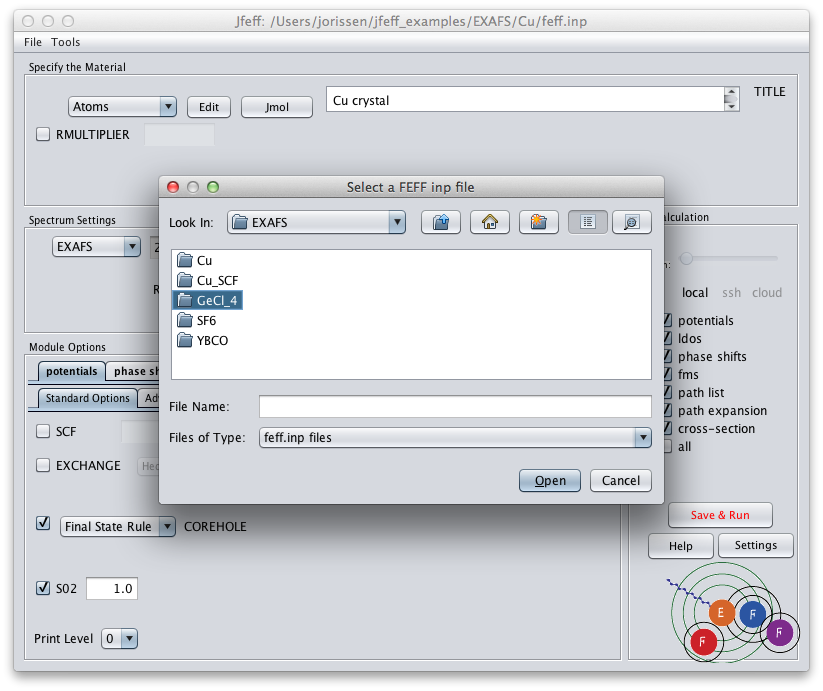 Jfeff: /Users/jorissen/jfeff_examples/EXAFS/Cu/feff.inp
File Tools
Specify the Material
Atoms Edit Jmol Cu crystal TITLE
RMULTIPLIER
Select a FEFF inp file
Look In: EXAFS
Cu
Cu_SCF
GeCl_4
SF6
YBCO
File Name:
Files of Type: feff.inp files
Open Cancel
Spectrum Settings
EXAFS
Module Options
potentials phase sh
Standard Options
SCF
EXCHANGE
Final State Rule COREHOLE
S02 1.0
Print Level 0
local ssh cloud
potentials
ldos
phase shifts
fms
path list
path expansion
cross-section
all
Save & Run
Help Settings
E F
F F